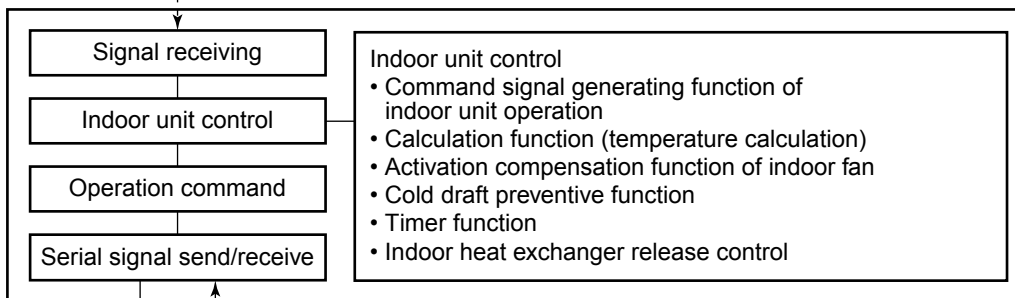 Signal receiving
Indoor unit control
Operation command
Serial signal send/receive
Indoor unit control
• Command signal generating function of
indoor unit operation
• Calculation function (temperature calculation)
• Activation compensation function of indoor fan
• Cold draft preventive function
• Timer function
• Indoor heat exchanger release control